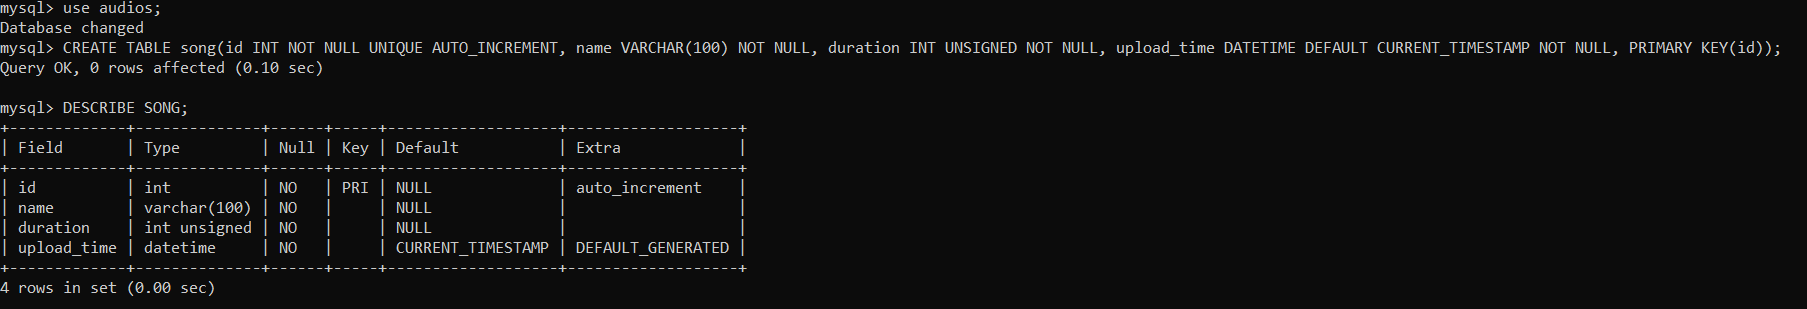 mysql> use audios;
Database changed
mysql> CREATE TABLE song(id INT NOT NULL UNIQUE AUTO_INCREMENT, name VARCHAR(100) NOT NULL, duration INT UNSIGNED NOT NULL, upload_time DATETIME DEFAULT CURRENT_TIMESTAMP NOT NULL, PRIMARY KEY(id));
Query OK, 0 rows affected (0.10 sec)

mysql> DESCRIBE SONG;
+-------------+--------------+------+-----+-------------------+-------------------+
| Field       | Type         | Null | Key | Default           | Extra             |
+-------------+--------------+------+-----+-------------------+-------------------+
| id          | int          | NO   | PRI | NULL              | auto_increment    |
| name        | varchar(100) | NO   |     | NULL              |                   |
| duration    | int unsigned | NO   |     | NULL              |                   |
| upload_time | datetime     | NO   |     | CURRENT_TIMESTAMP | DEFAULT_GENERATED |
+-------------+--------------+------+-----+-------------------+-------------------+
4 rows in set (0.00 sec)